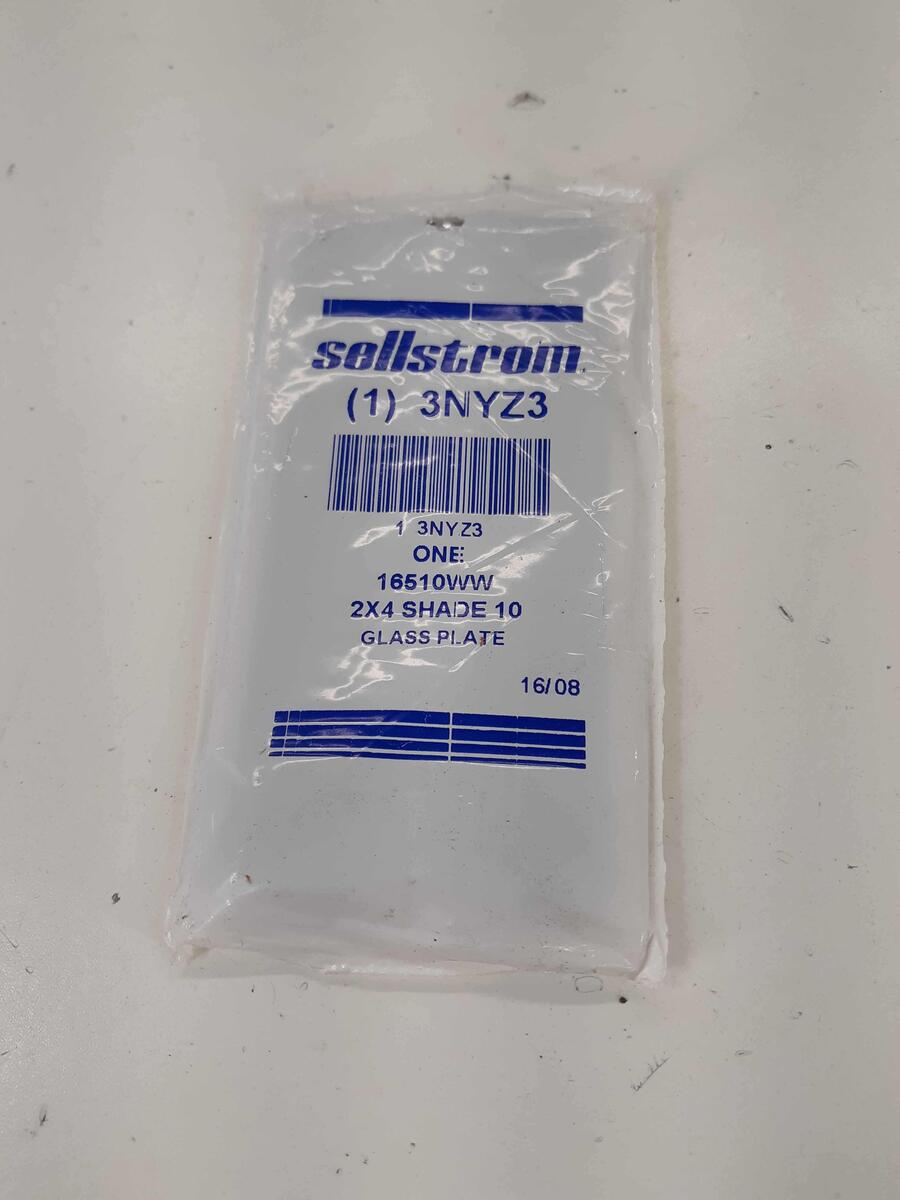 sellstrom
(1) 3NYZ3
1 3NYZ3
ONE
16510WW
2X4 SHADE 10
GLASS PLATE
16/08